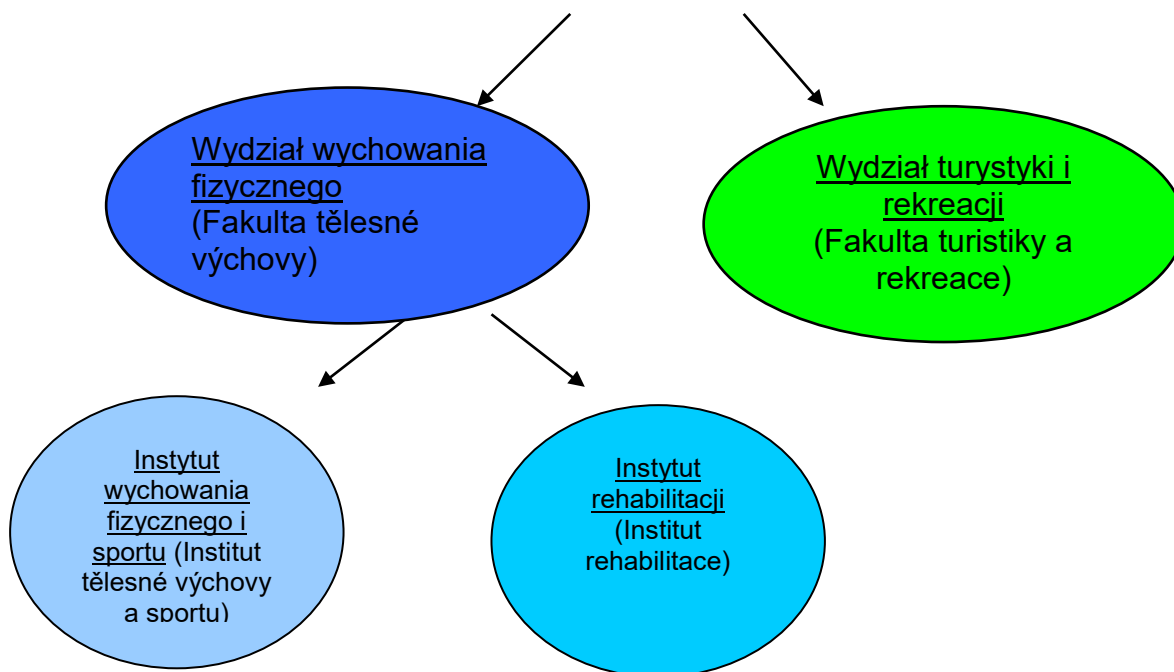 Wydział wychowania
fizycznego
(Fakulta tělesné
výchovy)
Wydział turystyki i
rekreacji
(Fakulta turistiky a
rekreace)
Instytut
wychowania
fizycznego i
sportu (Institut
tělesné výchovy
a sportu)
Instytut
rehabilitacji
(Institut
rehabilitace)